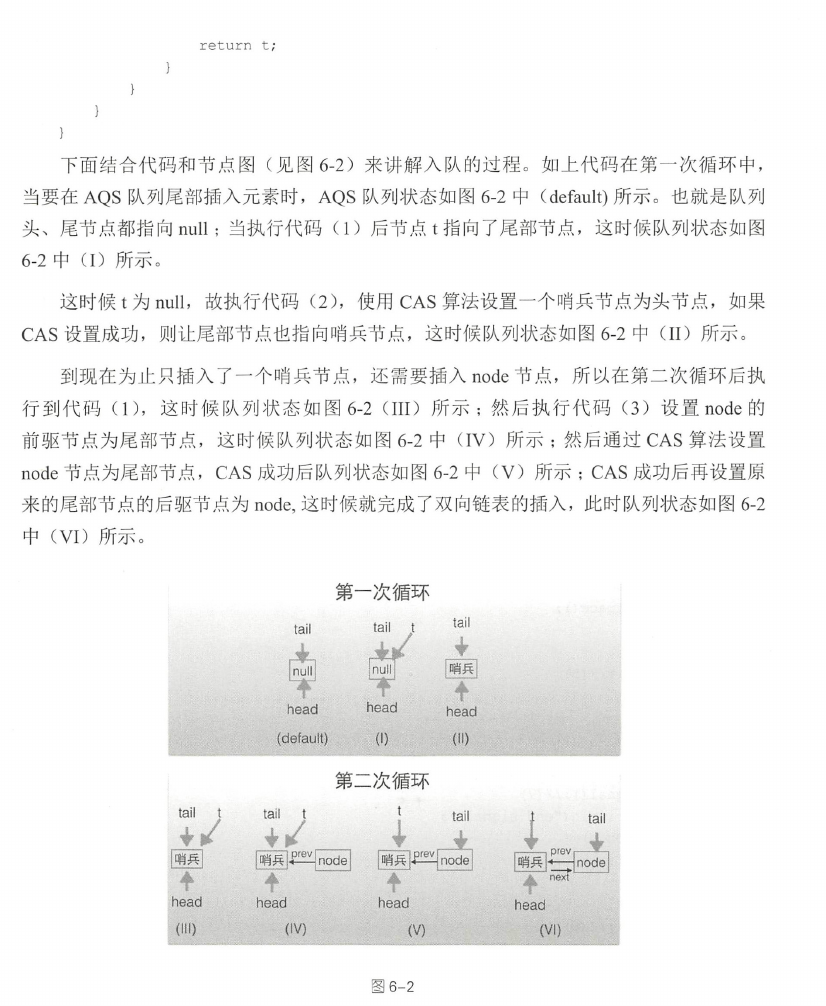 return t;
}
}
}
}
下面结合代码和节点图（见图 6-2）来讲解入队的过程。如上代码在第一次循环中，
当要在 AQS 队列尾部插入元素时，AQS 队列状态如图 6-2 中（default) 所示。也就是队列
头、尾节点都指向 null；当执行代码（1）后节点 t 指向了尾部节点，这时候队列状态如图
6-2 中（I）所示。
这时候 t 为 null，故执行代码（2），使用 CAS 算法设置一个哨兵节点为头节点，如果
CAS 设置成功，则让尾部节点也指向哨兵节点，这时候队列状态如图 6-2 中（II）所示。
到现在为止只插入了一个哨兵节点，还需要插入 node 节点，所以在第二次循环后执
行到代码（1），这时候队列状态如图 6-2（III）所示；然后执行代码（3）设置 node 的
前驱节点为尾部节点，这时候队列状态如图 6-2 中（IV）所示；然后通过 CAS 算法设置
node 节点为尾部节点，CAS 成功后队列状态如图 6-2 中（V）所示；CAS 成功后再设置原
来的尾部节点的后驱节点为 node, 这时候就完成了双向链表的插入，此时队列状态如图 6-2
中（VI）所示。
第一次循环
tail tail t tail
null null 哨兵
head head head
(default) (I) (II)
第二次循环
tail t tail t t tail t tail
哨兵 哨兵 prev node 哨兵 prev node 哨兵 prev node
next
head head head head
(III) (IV) (V) (VI)
图 6-2